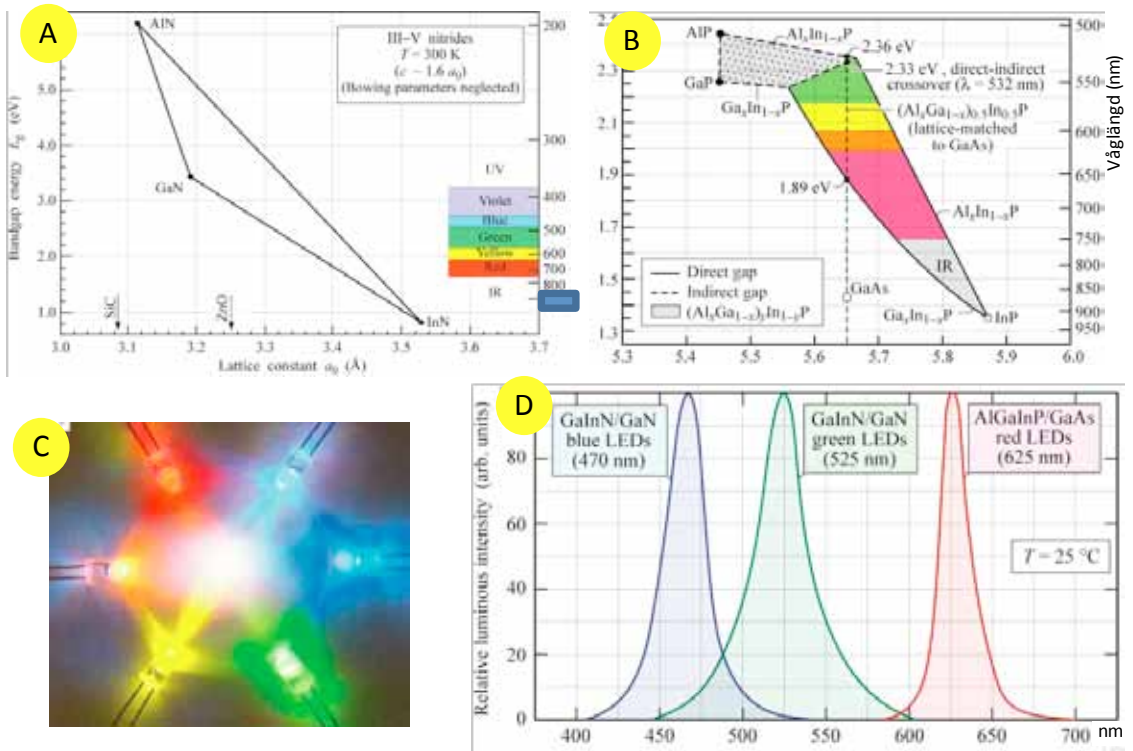 A
AlN
III–V nitrides
T = 300 K
(c ~ 1.6 a₀)
(Bowing parameters neglected)
200
300
400
500
600
700
800
UV
Violet
Blue
Green
Yellow
Red
IR
GaN
InN
SiC
ZnO
Bandgap energy E_g (eV)
5.0
4.0
3.0
2.0
1.0
3.0 3.1 3.2 3.3 3.4 3.5 3.6 3.7
Lattice constant a₀ (Å)
B
AlP
AlₓIn₁₋ₓP
2.36 eV
2.33 eV , direct-indirect
crossover (λ = 532 nm)
GaP
GaₓIn₁₋ₓP
(AlₓGa₁₋ₓ)₀.₅In₀.₅P
(lattice-matched
to GaAs)
1.89 eV
AlₓIn₁₋ₓP
IR
GaAs
GaₓIn₁₋ₓP
InP
Direct gap
Indirect gap
2.3
2.1
1.9
1.7
1.5
1.3
5.3 5.4 5.5 5.6 5.7 5.8 5.9 6.0
500
550
600
650
700
750
800
900
950
Våglängd (nm)
C
D
GaInN/GaN
blue LEDs
(470 nm)
GaInN/GaN
green LEDs
(525 nm)
AlGaInP/GaAs
red LEDs
(625 nm)
T = 25 °C
Relative luminous intensity (arb. units)
80
60
40
20
0
400 450 500 550 600 650 700 nm